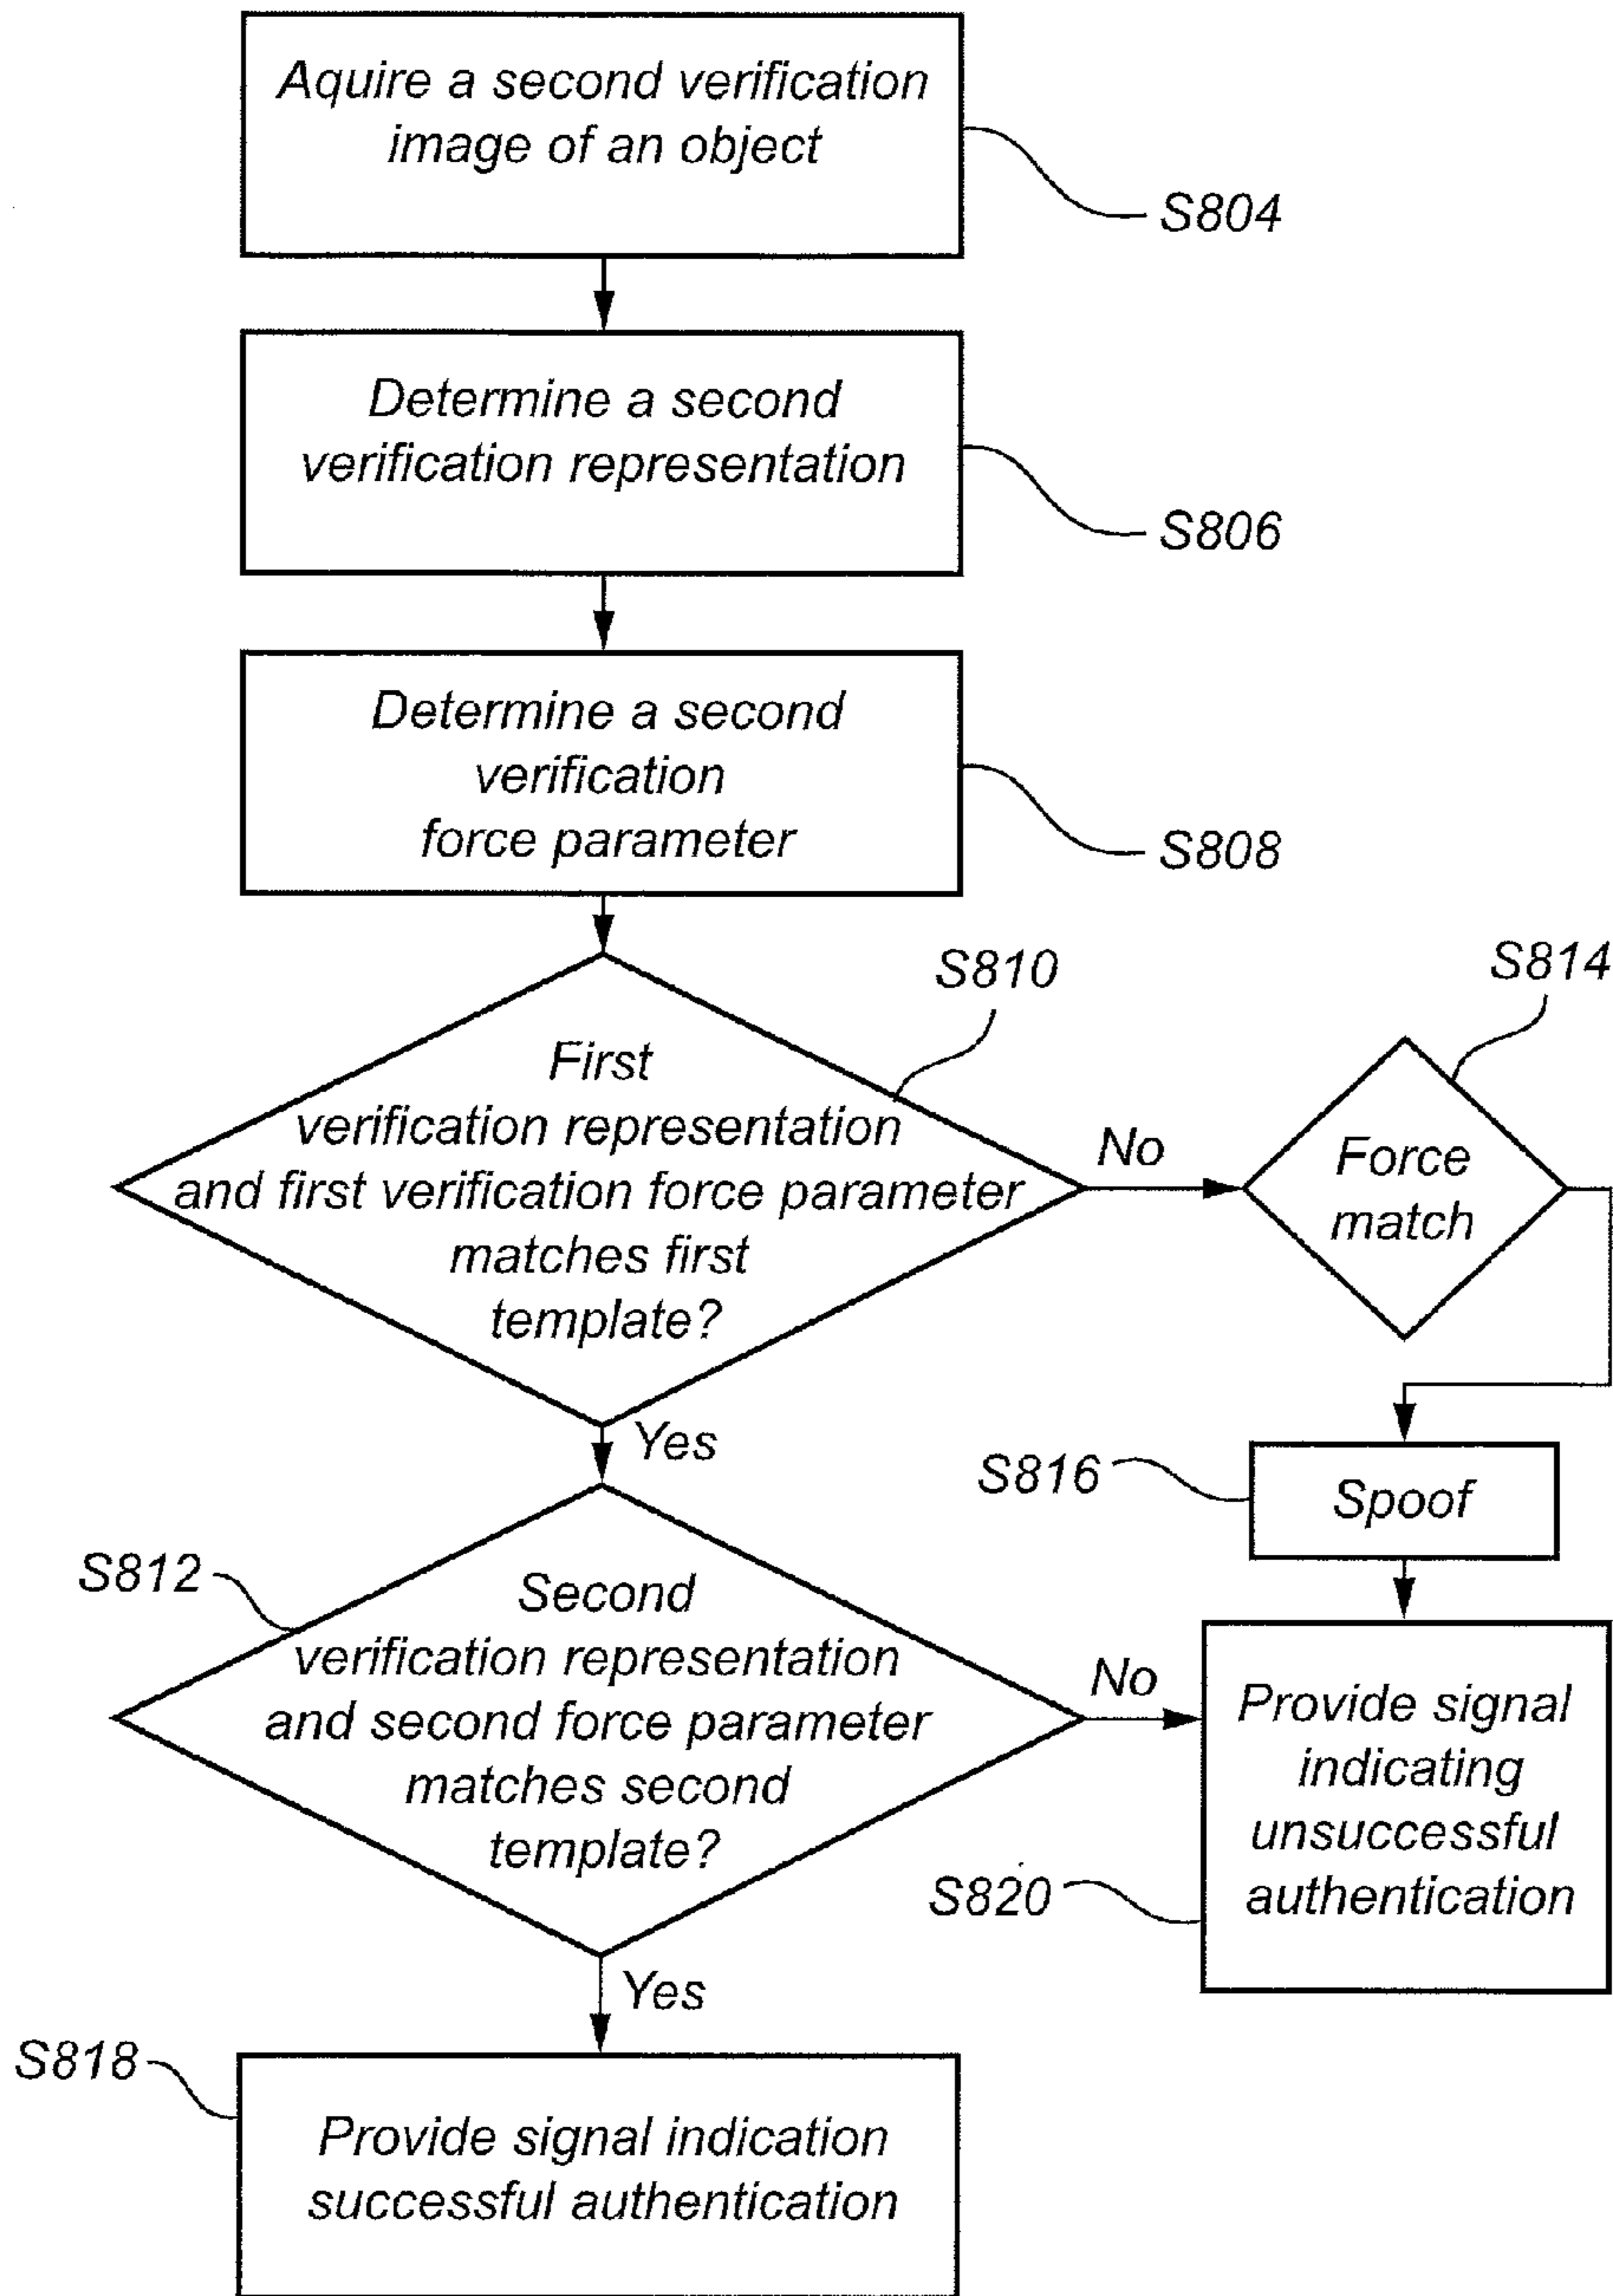 Aquire a second verification
image of an object
S804
Determine a second
verification representation
S806
Determine a second
verification
force parameter
S808
S810
S814
First
verification representation
and first verification force parameter
matches first
template?
No
Force
match
Yes
S816
Spoof
S812
Second
verification representation
and second force parameter
matches second
template?
No
Provide signal
indicating
unsuccessful
authentication
S820
Yes
S818
Provide signal indication
successful authentication